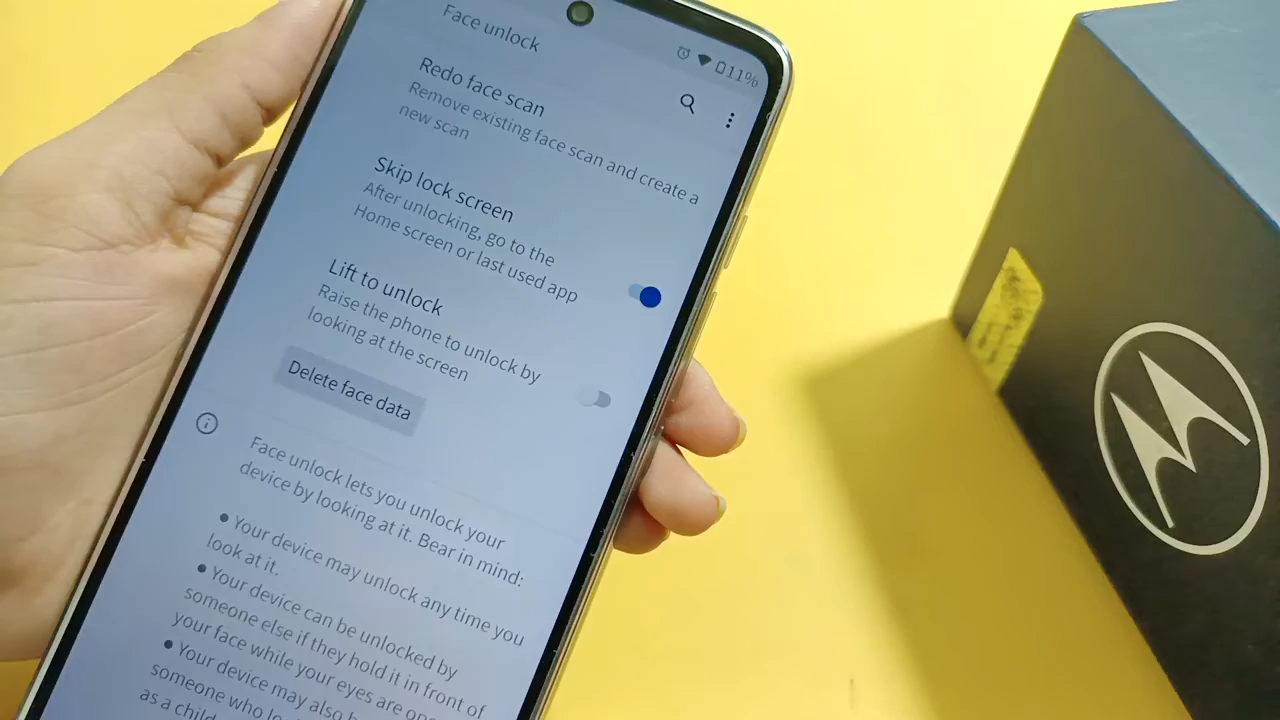 Face unlock
11%
Redo face scan
Remove existing face scan and create a
new scan
Skip lock screen
After unlocking, go to the
Home screen or last used app
Lift to unlock
Raise the phone to unlock by
looking at the screen
Delete face data
Face unlock lets you unlock your
device by looking at it. Bear in mind:
• Your device may unlock any time you
look at it.
• Your device can be unlocked by
someone else if they hold it in front of
your face while your eyes are
• Your device may also
someone who
as a child